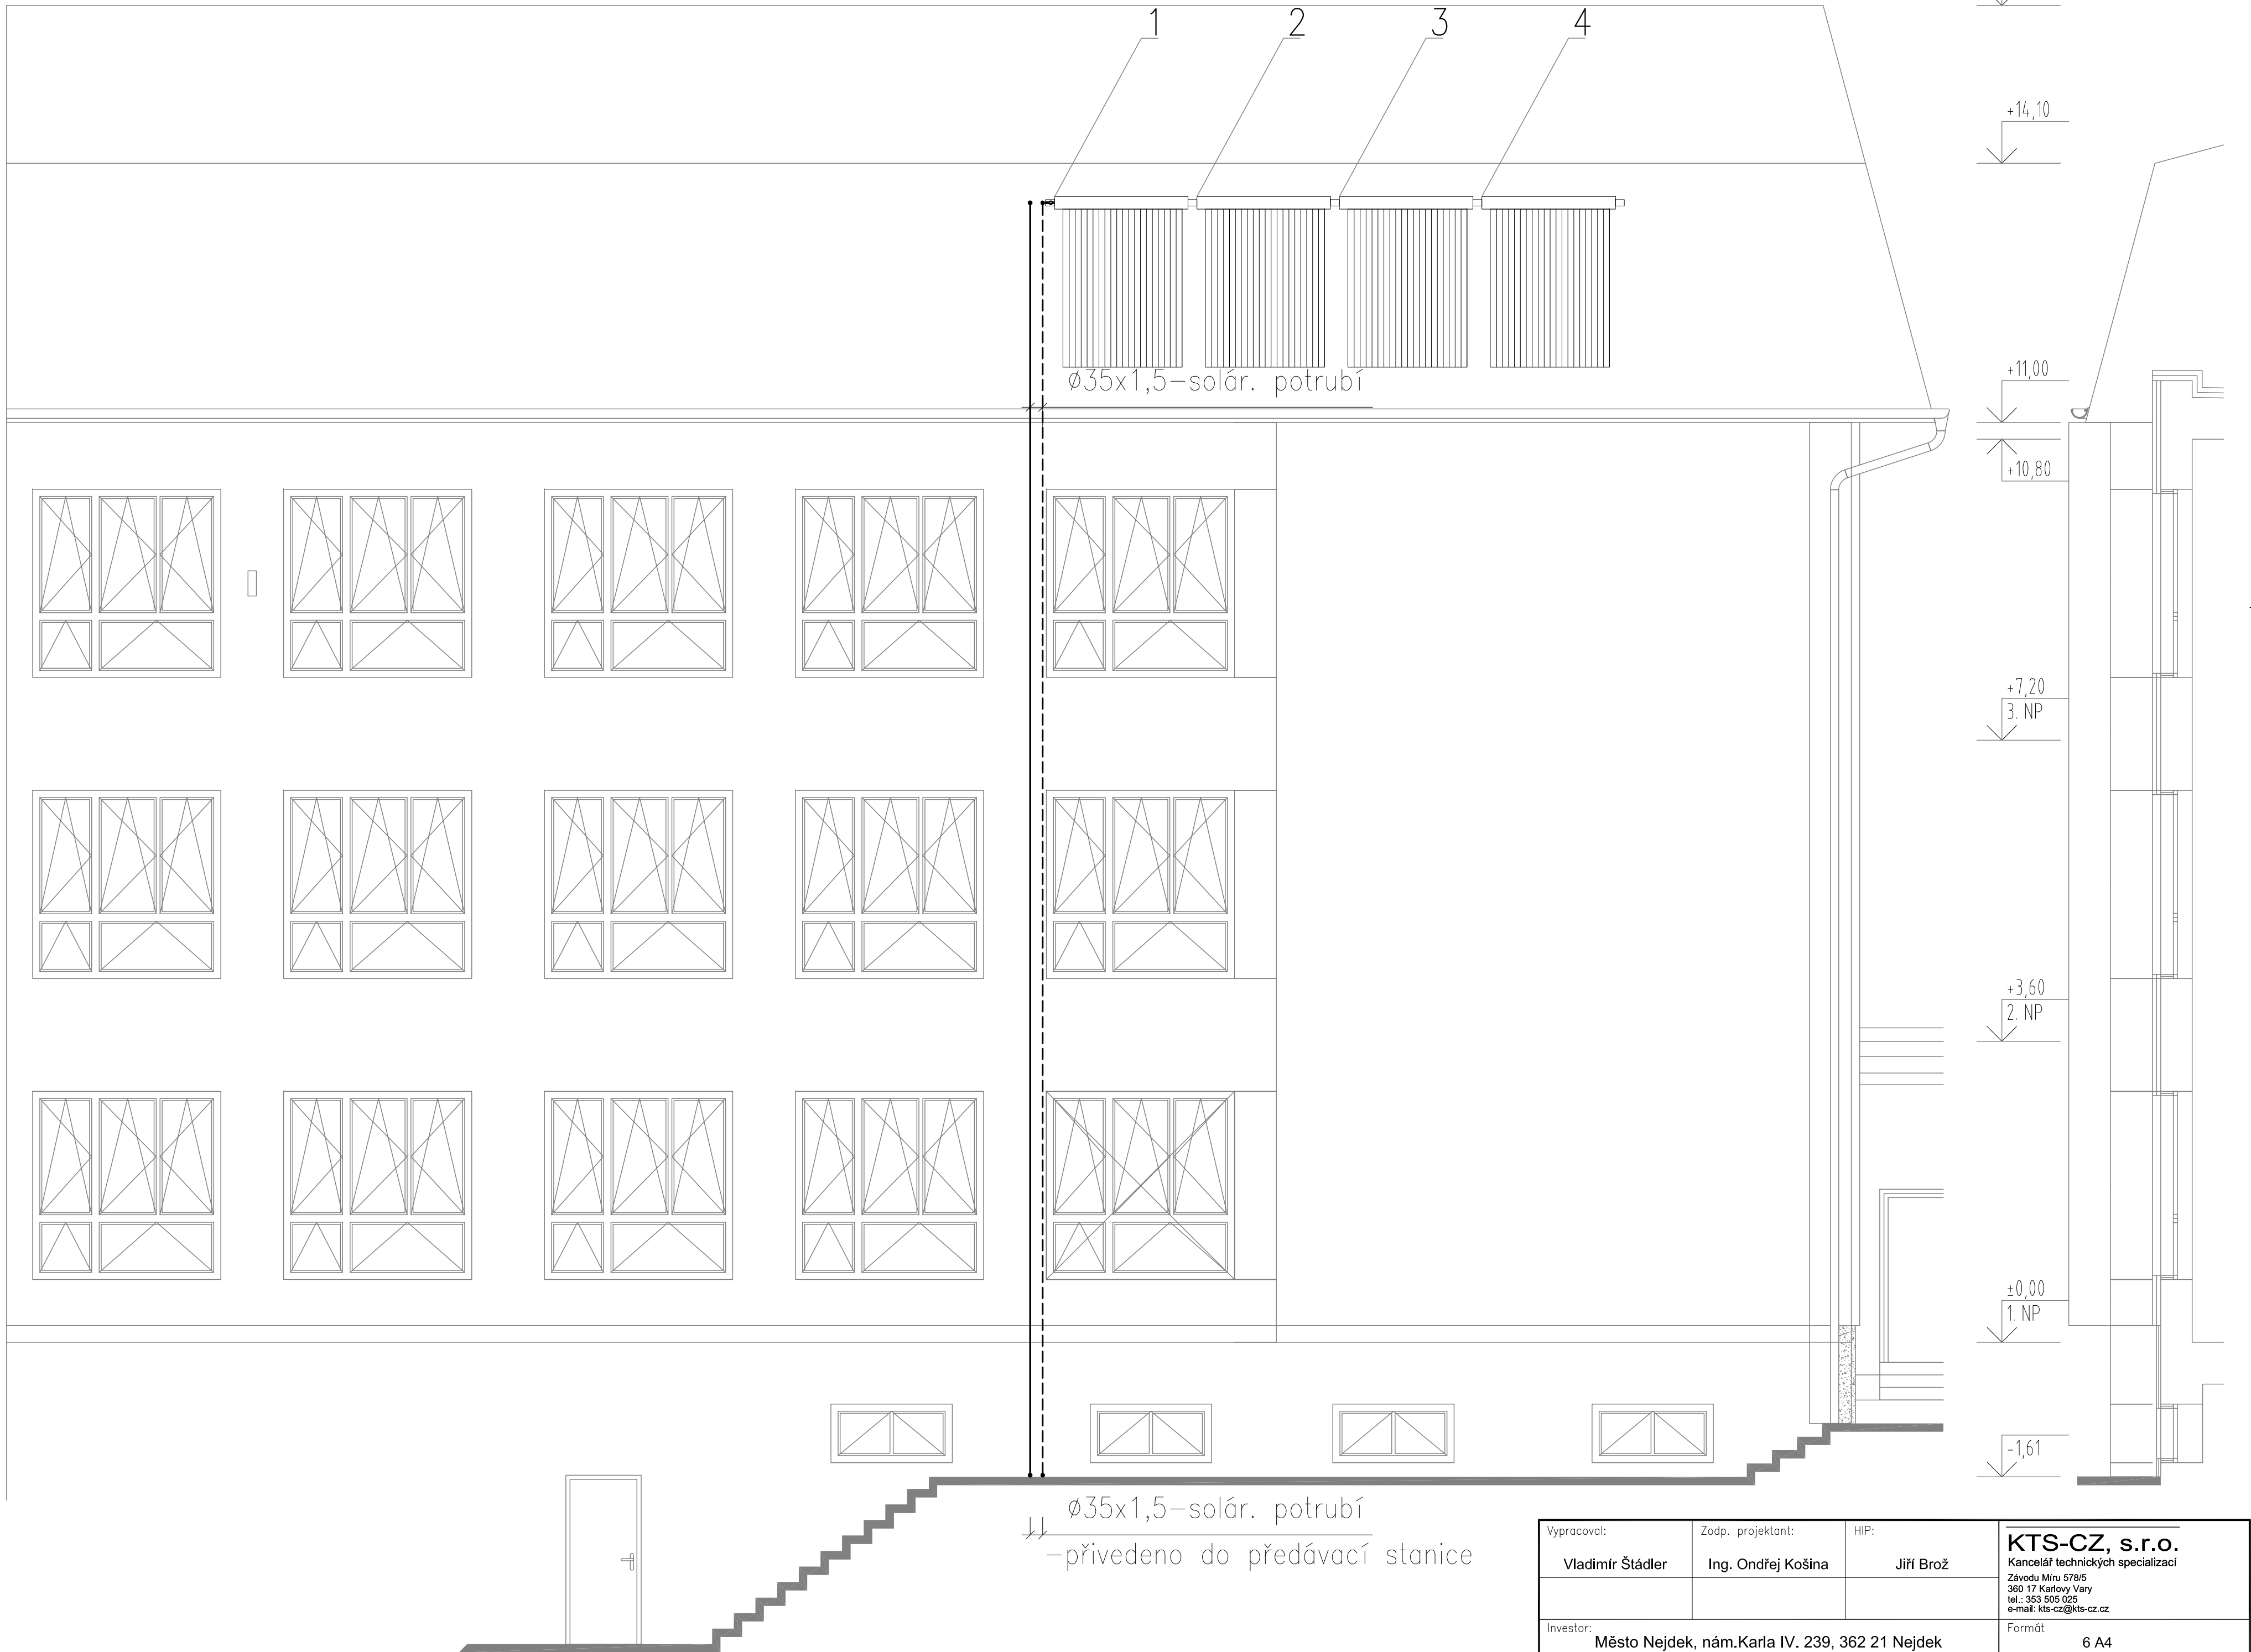 1
2
3
4
+14,10
ø35x1,5-solár. potrubí
+11,00
+10,80
+7,20
3. NP
+3,60
2. NP
±0,00
1. NP
-1,61
ø35x1,5-solár. potrubí
-přivedeno do předávací stanice
Vypracoval:
Vladimír Štádler
Zodp. projektant:
Ing. Ondřej Košina
HIP:
Jiří Brož
KTS-CZ, s.r.o.
Kancelář technických specializací
Závodu Míru 578/5
360 17 Karlovy Vary
tel.: 353 505 025
e-mail: kts-cz@kts-cz.cz
Investor:
Město Nejdek, nám.Karla IV. 239, 362 21 Nejdek
Formát
6 A4